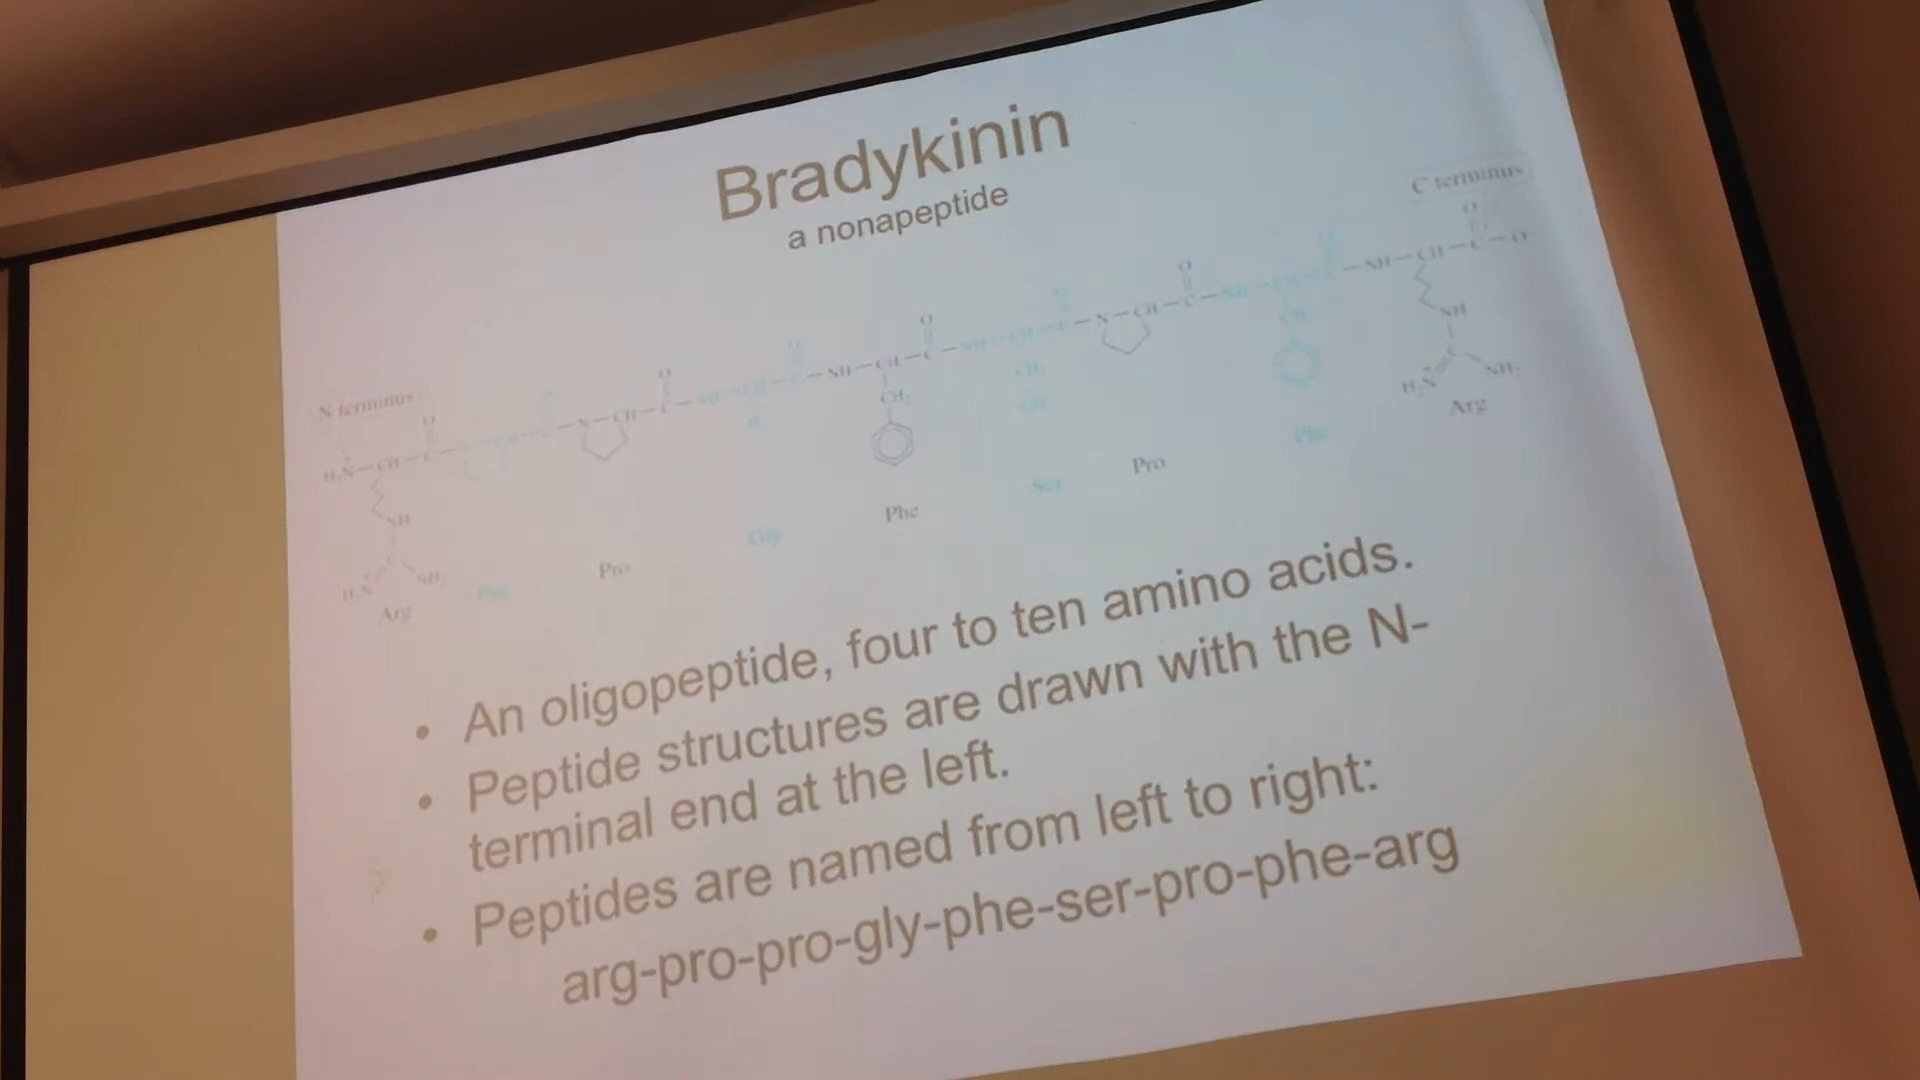 Bradykinin
a nonapeptide
C terminus
N terminus
Arg
Pro
Pro
Gly
Phe
Ser
Pro
Phe
Arg
• An oligopeptide, four to ten amino acids.
• Peptide structures are drawn with the N-
terminal end at the left.
• Peptides are named from left to right:
arg-pro-pro-gly-phe-ser-pro-phe-arg